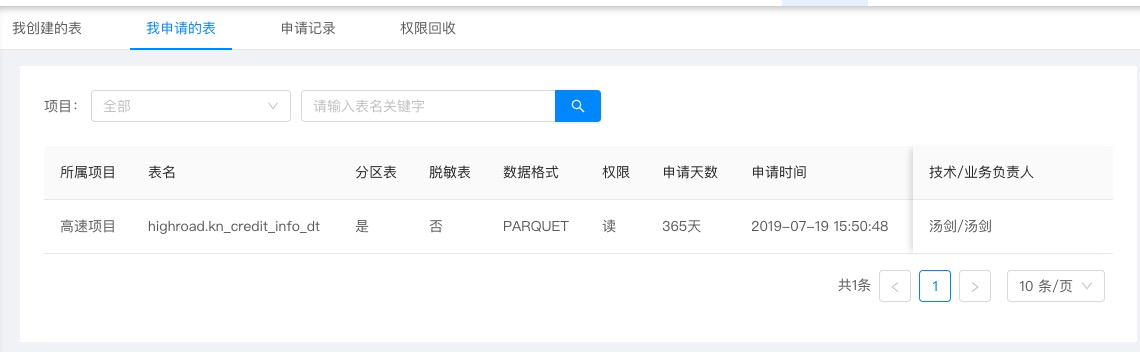 我创建的表 我申请的表 申请记录 权限回收
项目： 全部 请输入表名关键字
所属项目 表名 分区表 脱敏表 数据格式 权限 申请天数 申请时间 技术/业务负责人
高速项目 highroad.kn_credit_info_dt 是 否 PARQUET 读 365天 2019-07-19 15:50:48 汤剑/汤剑
共1条 < 1 > 10 条/页